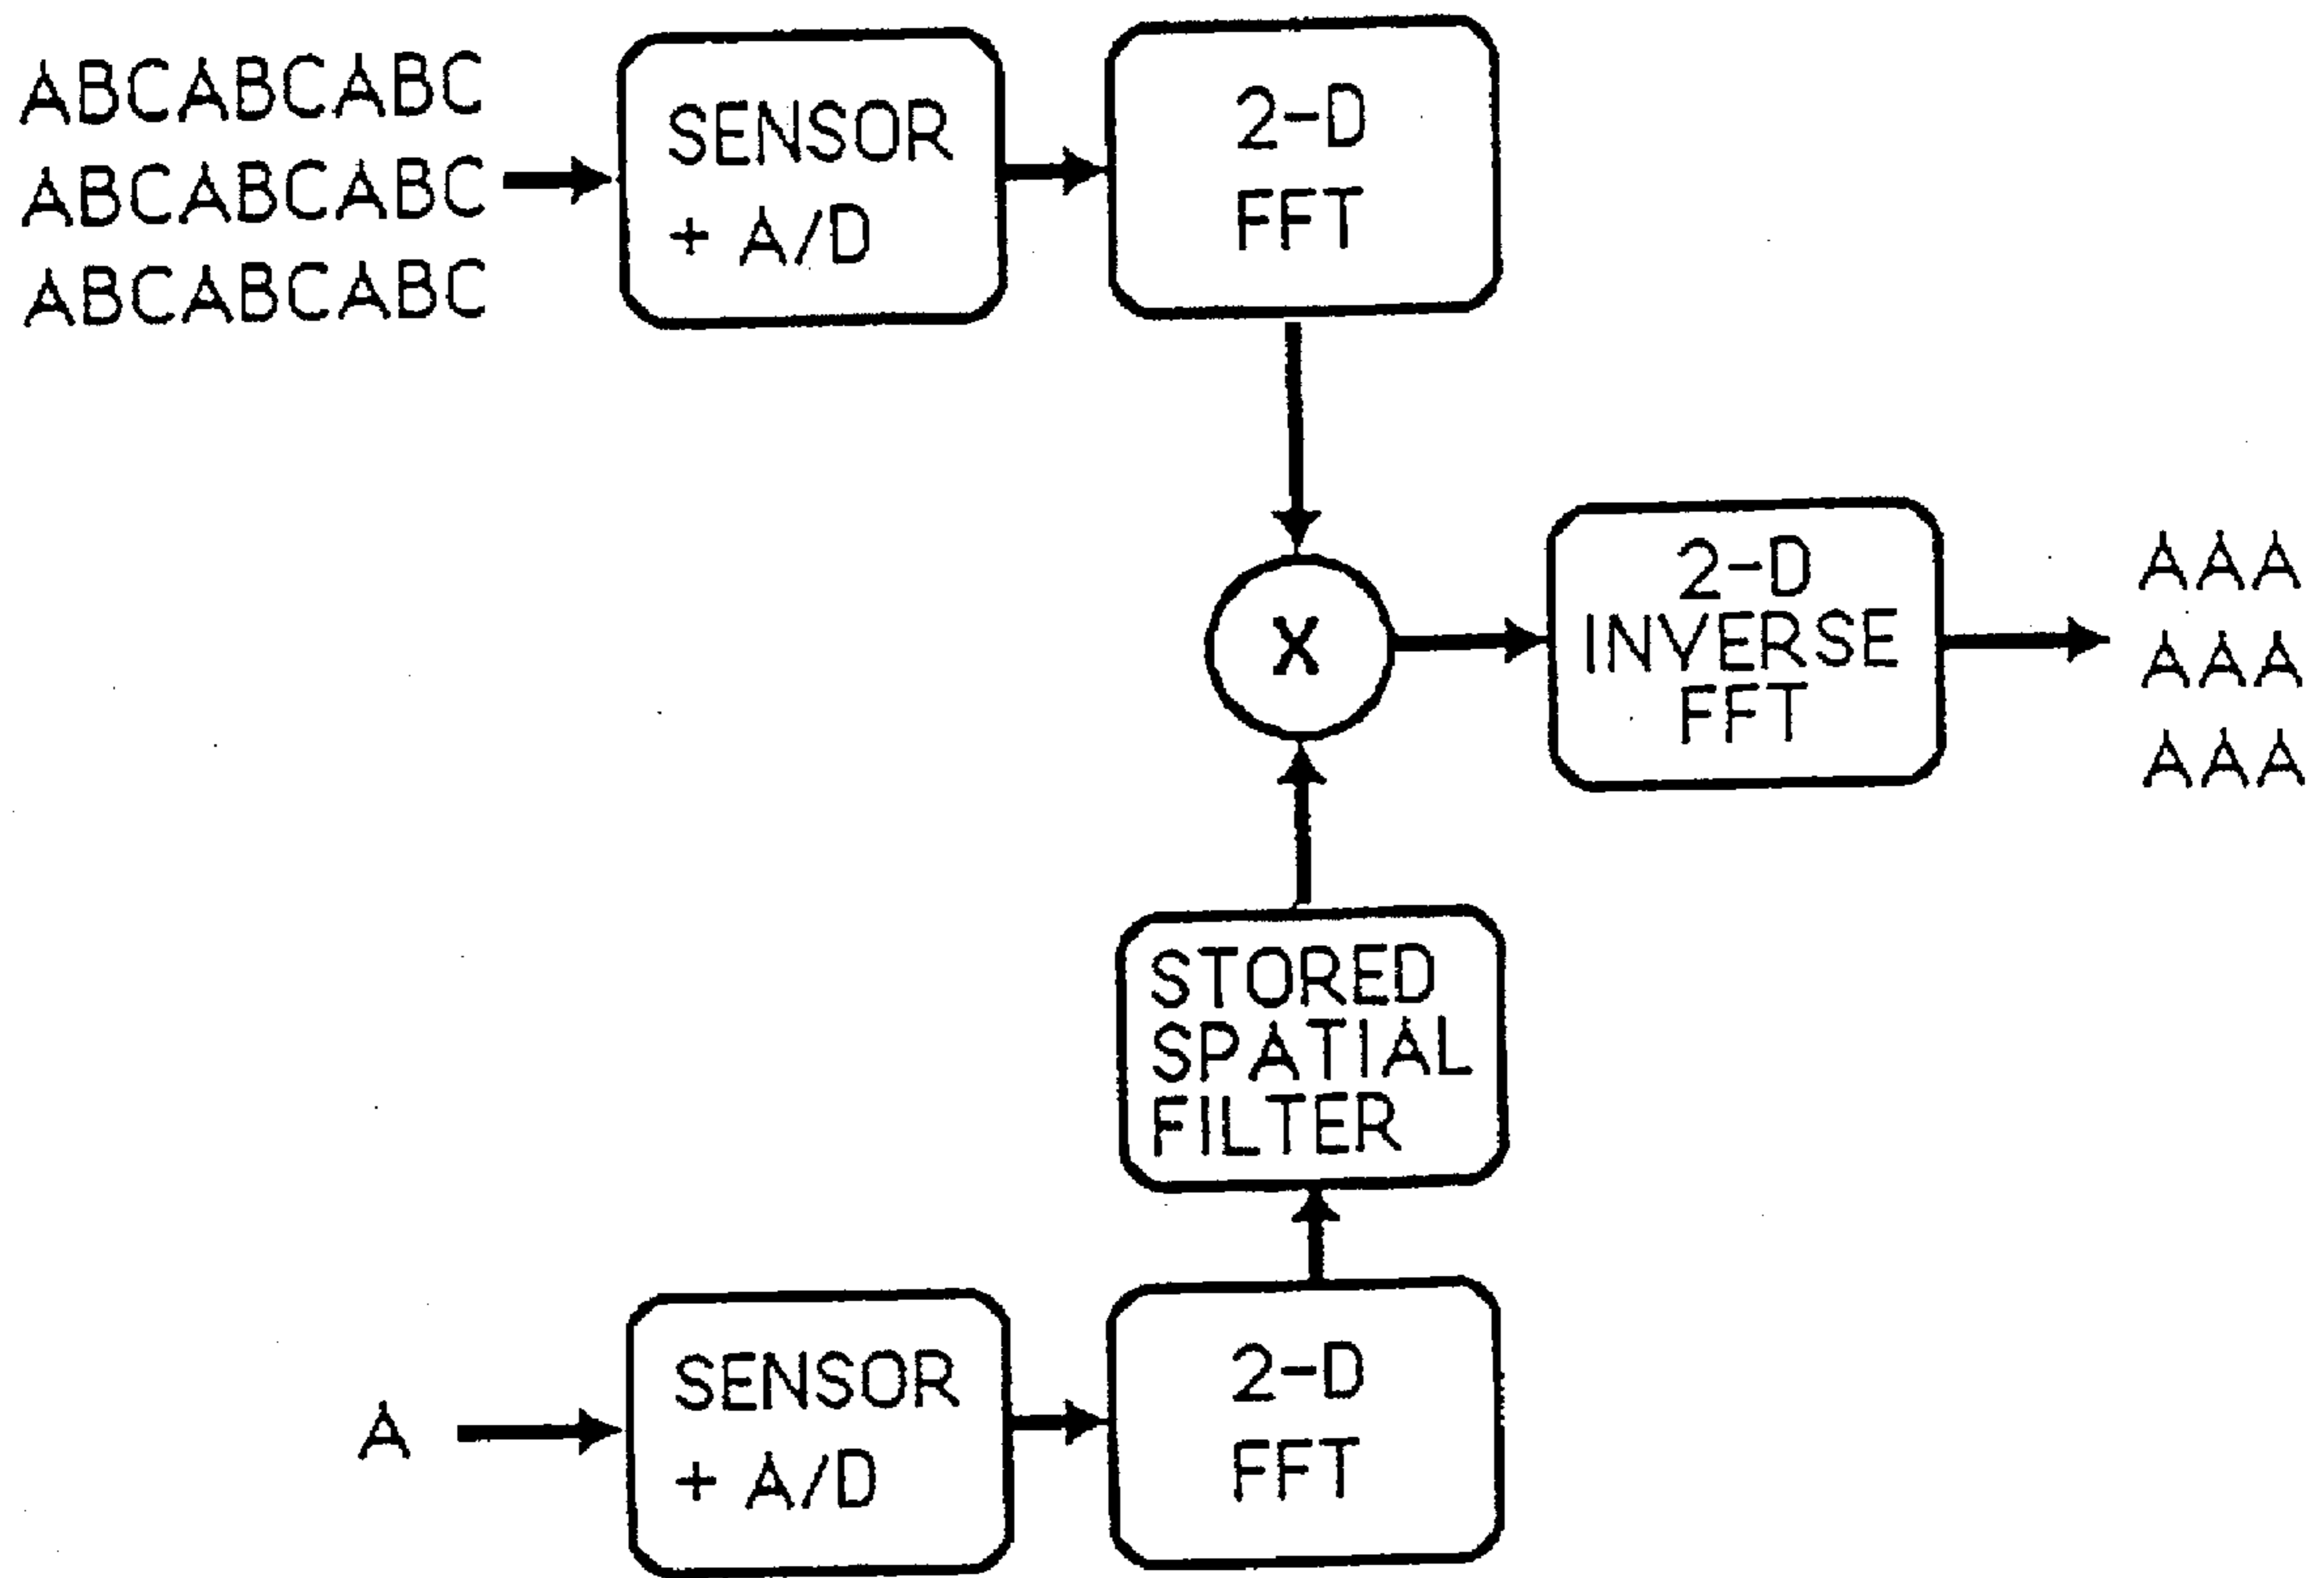 ABCABCABC
ABCABCABC
ABCABCABC
SENSOR
+ A/D
2-D
FFT
X
2-D
INVERSE
FFT
AAA
AAA
AAA
STORED
SPATIAL
FILTER
A
SENSOR
+ A/D
2-D
FFT